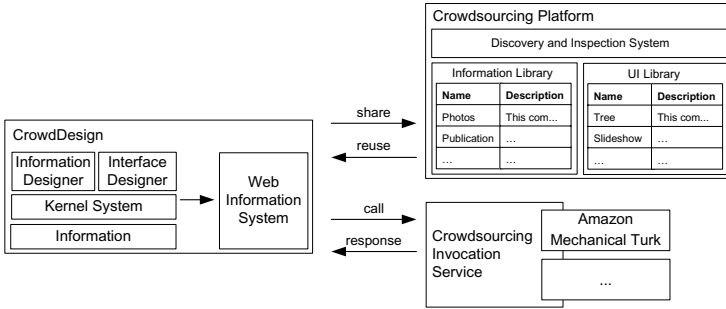 Crowdsourcing Platform
Discovery and Inspection System
Information Library
Name Description
Photos This com...
Publication ...
... ...
UI Library
Name Description
Tree This com...
Slideshow ...
... ...
share
reuse
CrowdDesign
Information
Designer
Interface
Designer
Kernel System
Information
Web
Information
System
call
response
Crowdsourcing
Invocation
Service
Amazon
Mechanical Turk
...